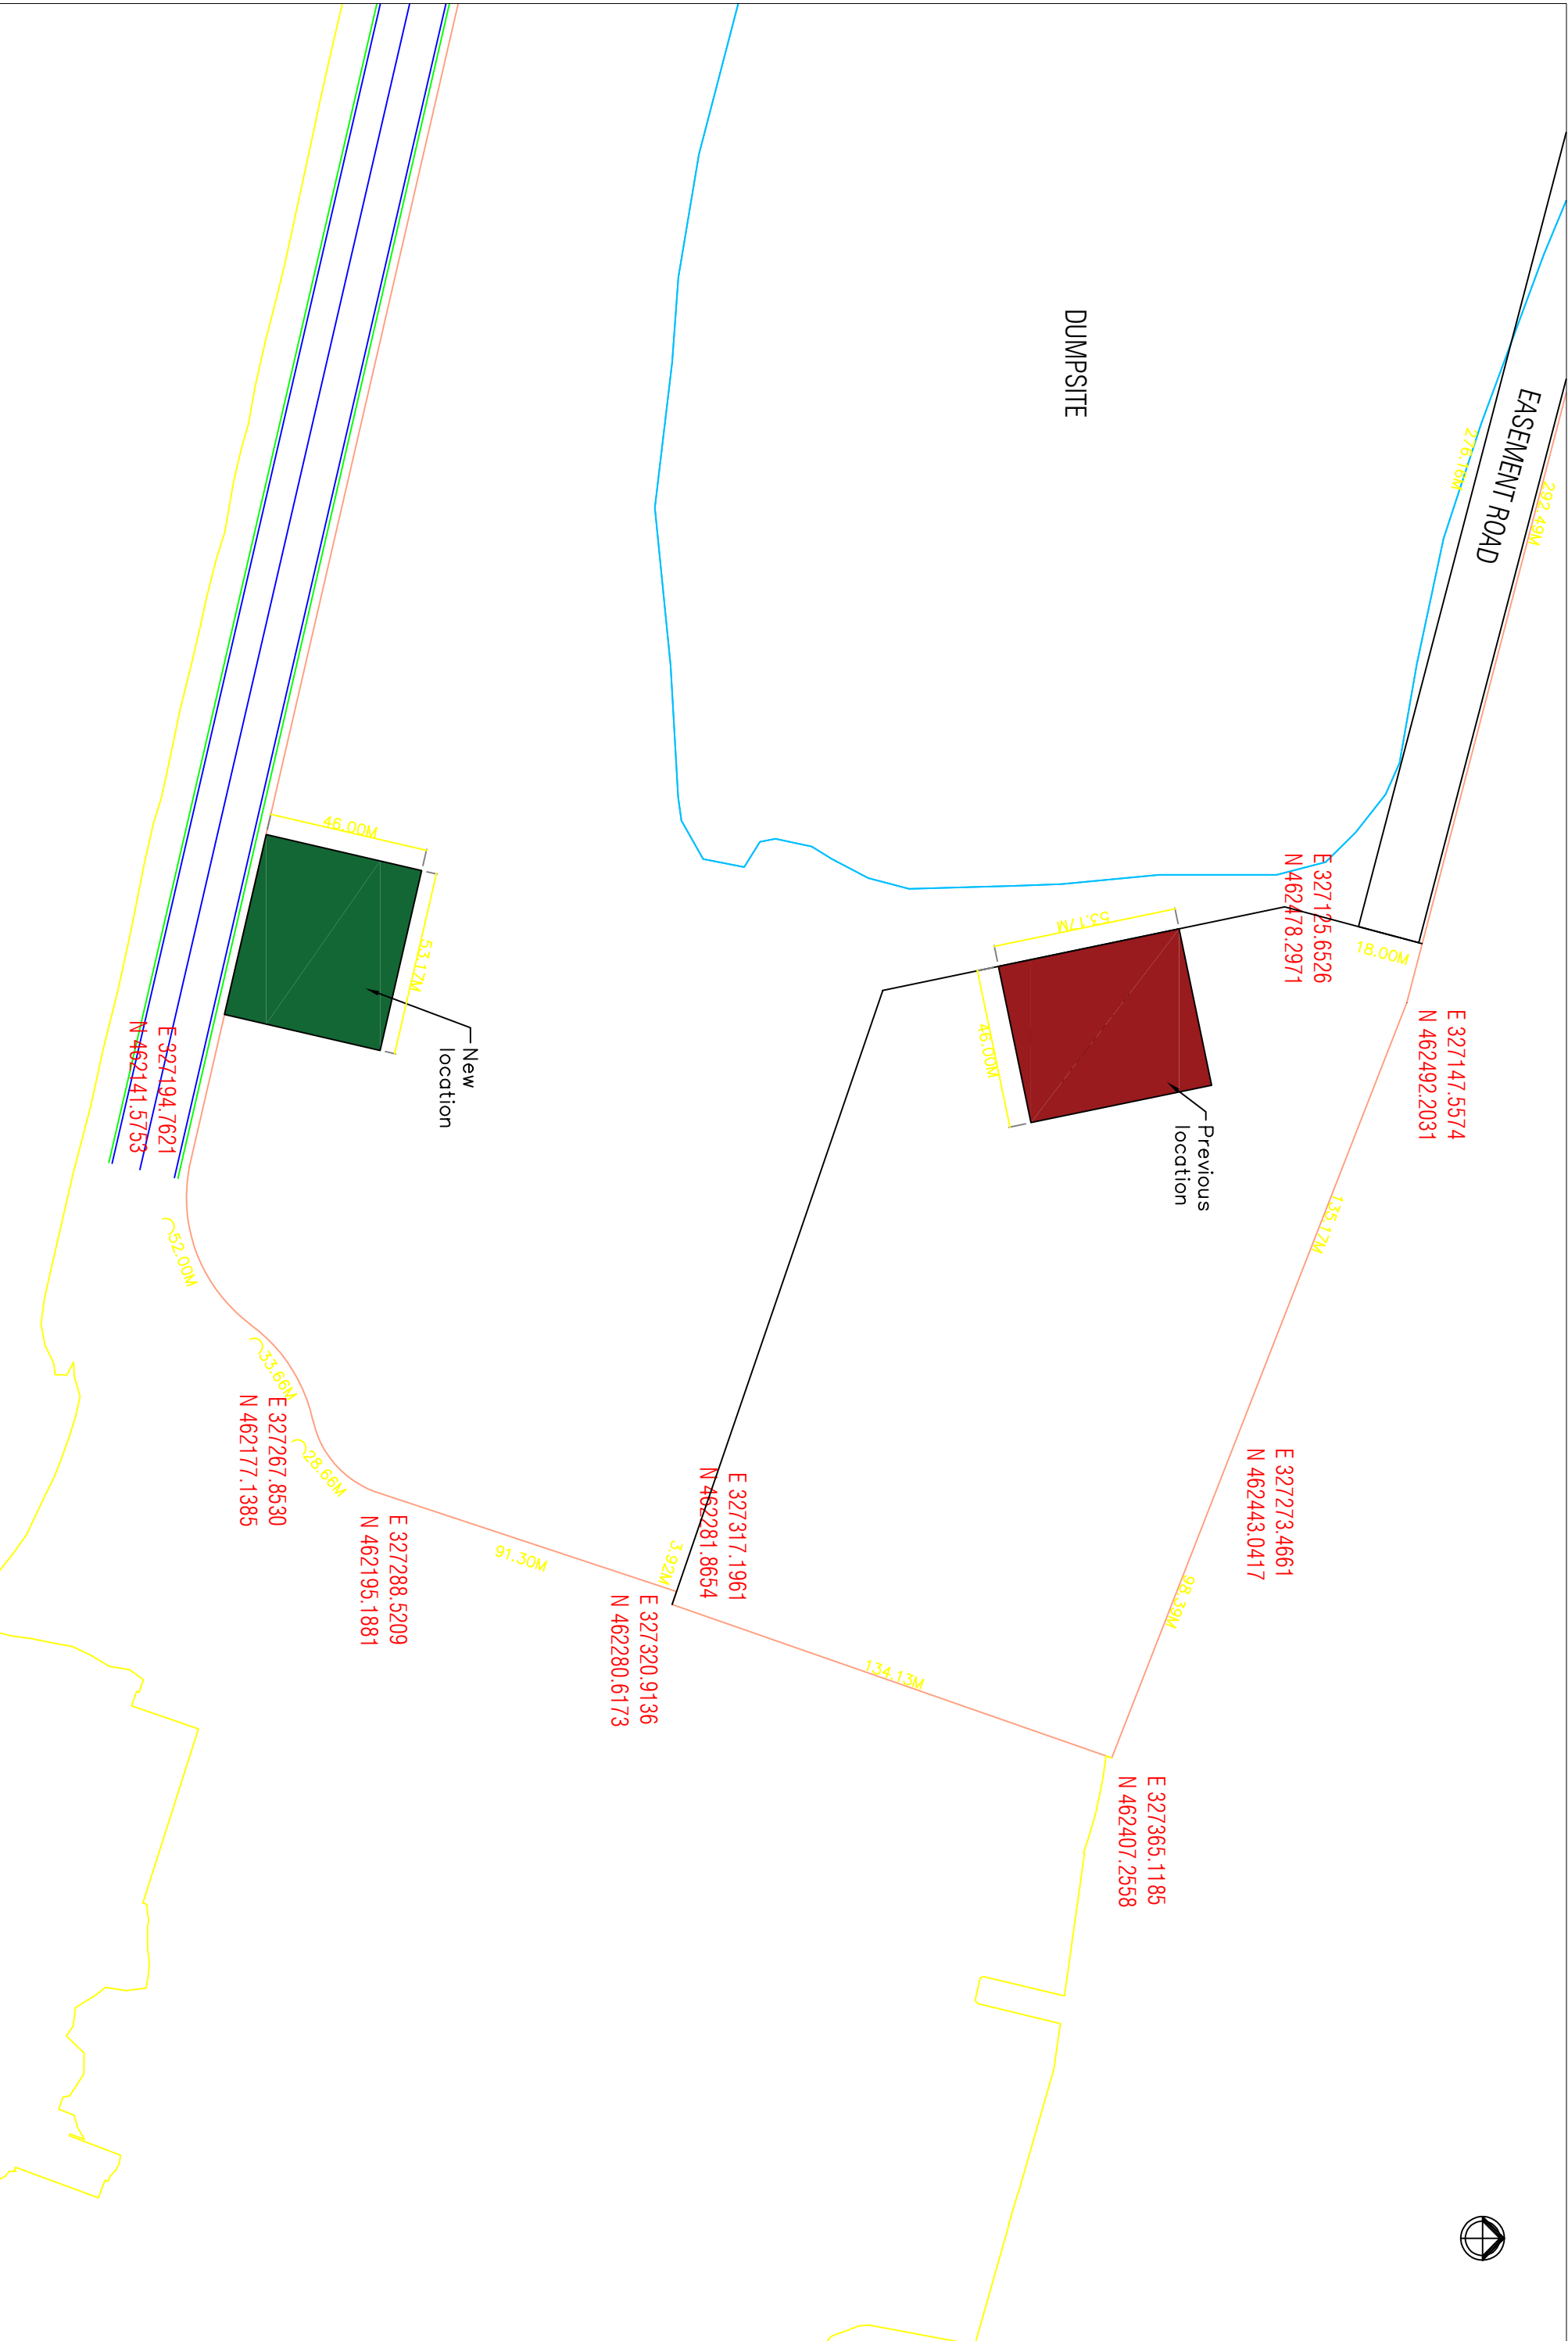 EASEMENT ROAD
292.49M
276.16M
DUMPSITE
E 327125.6526
N 462478.2971
18.00M
E 327147.5574
N 462492.2031
53.17M
46.00M
Previous
location
135.17M
E 327273.4661
N 462443.0417
98.39M
E 327365.1185
N 462407.2558
134.13M
E 327317.1961
N 462281.8654
3.92M
E 327320.9136
N 462280.6173
91.30M
46.00M
53.17M
New
location
E 327194.7621
N 462141.5753
52.00M
33.66M
E 327267.8530
N 462177.1385
28.66M
E 327288.5209
N 462195.1881